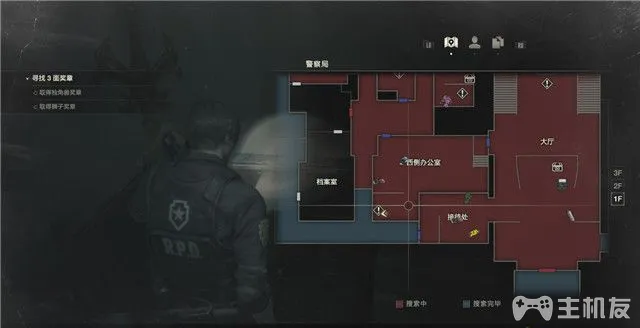 警察局
寻找 3 面奖章
取得独角兽奖章
取得狮子奖章
大厅
西侧办公室
档案室
接待处
3F
2F
1F
R.P.D.
搜索中
搜索完毕
主机友